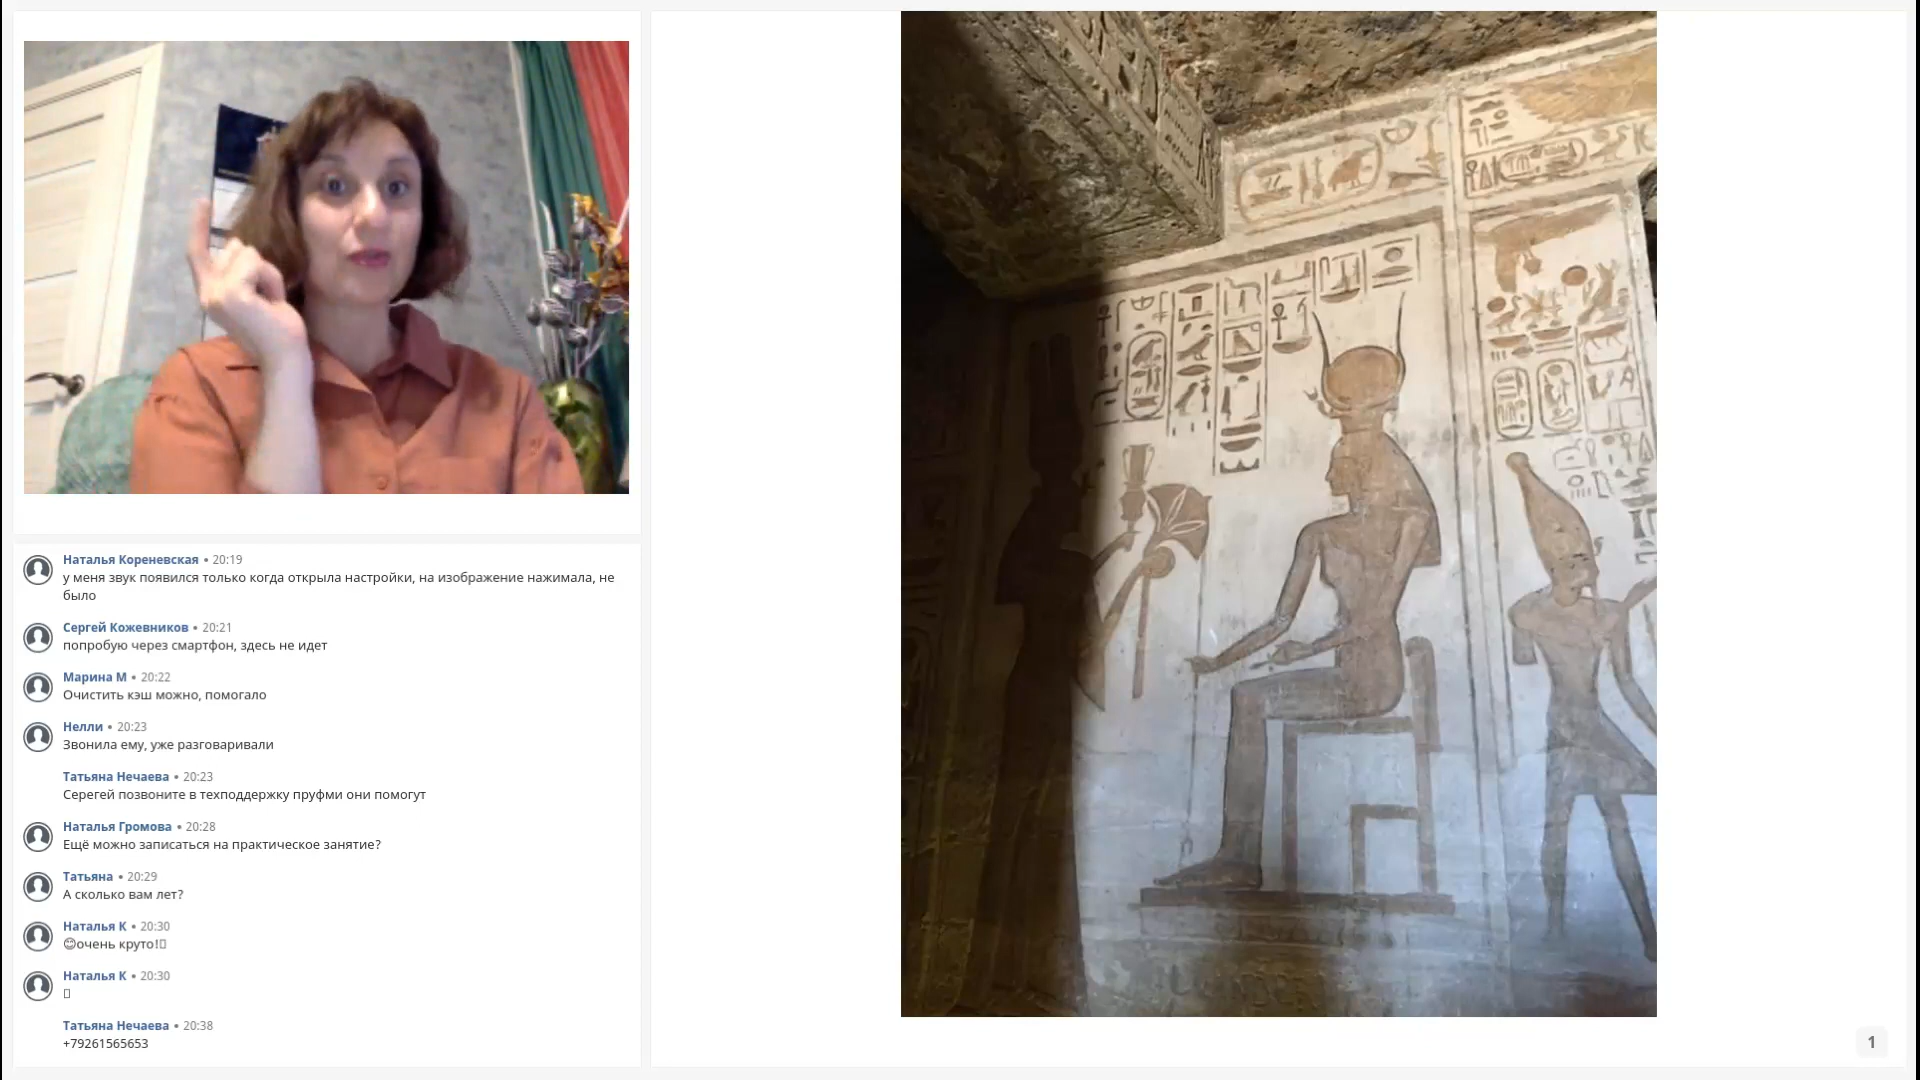 Наталья Кореневская • 20:19
у меня звук появился только когда открыла настройки, на изображение нажимала, не
было
Сергей Кожевников • 20:21
попробую через смартфон, здесь не идет
Марина М • 20:22
Очистить кэш можно, помогало
Нелли • 20:23
Звонила ему, уже разговаривали
Татьяна Нечаева • 20:23
Серегей позвоните в техподдержку пруфми они помогут
Наталья Громова • 20:28
Ещё можно записаться на практическое занятие?
Татьяна • 20:29
А сколько вам лет?
Наталья К • 20:30
😊очень круто!
Наталья К • 20:30
Татьяна Нечаева • 20:38
+79261565653
1